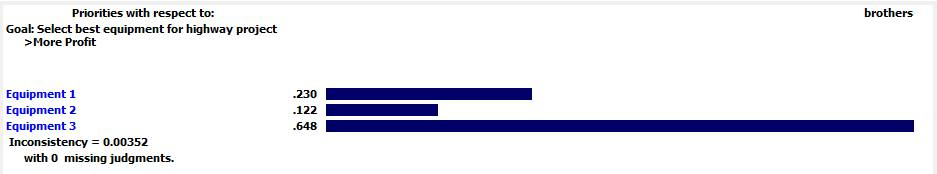 Priorities with respect to: brothers
Goal: Select best equipment for highway project
>More Profit
Equipment 1 .230
Equipment 2 .122
Equipment 3 .648
Inconsistency = 0.00352
with 0 missing judgments.